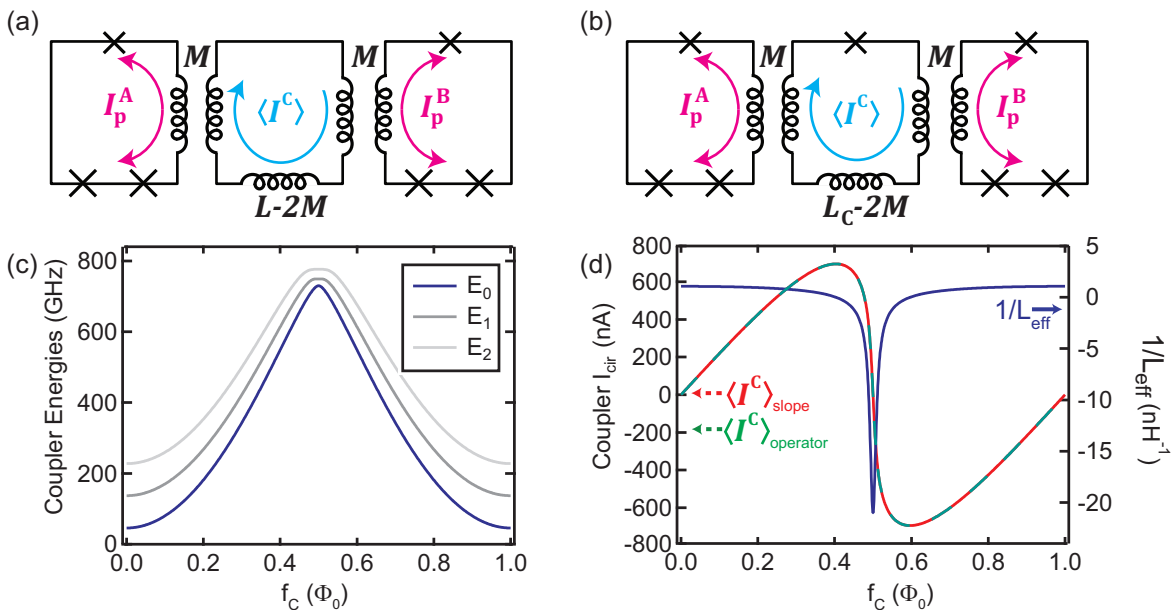 (a)
M
M
I_p^A
⟨I^C⟩
I_p^B
L-2M
(b)
M
M
I_p^A
⟨I^C⟩
I_p^B
L_C-2M
(c)
Coupler Energies (GHz)
800
600
400
200
0
E_0
E_1
E_2
0.0 0.2 0.4 0.6 0.8 1.0
f_C (Φ_0)
(d)
Coupler I_cir (nA)
800
600
400
200
0
-200
-400
-600
-800
⟨I^C⟩_slope
⟨I^C⟩_operator
1/L_eff
5
0
-5
-10
-15
-20
1/L_eff (nH^-1)
0.0 0.2 0.4 0.6 0.8 1.0
f_C (Φ_0)